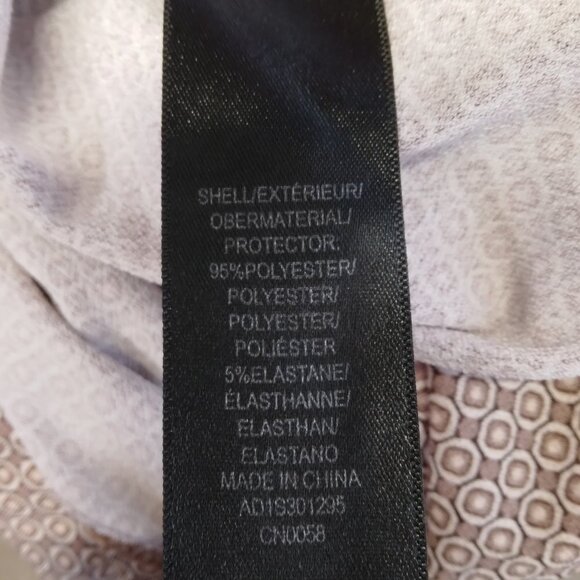 SHELL/EXTÉRIEUR/
OBERMATERIAL/
PROTECTOR:
95%POLYESTER/
POLYESTER/
POLYESTER/
POLIÉSTER
5%ELASTANE/
ÉLASTHANNE/
ELASTHAN/
ELASTANO
MADE IN CHINA
AD1S301295
CN0058